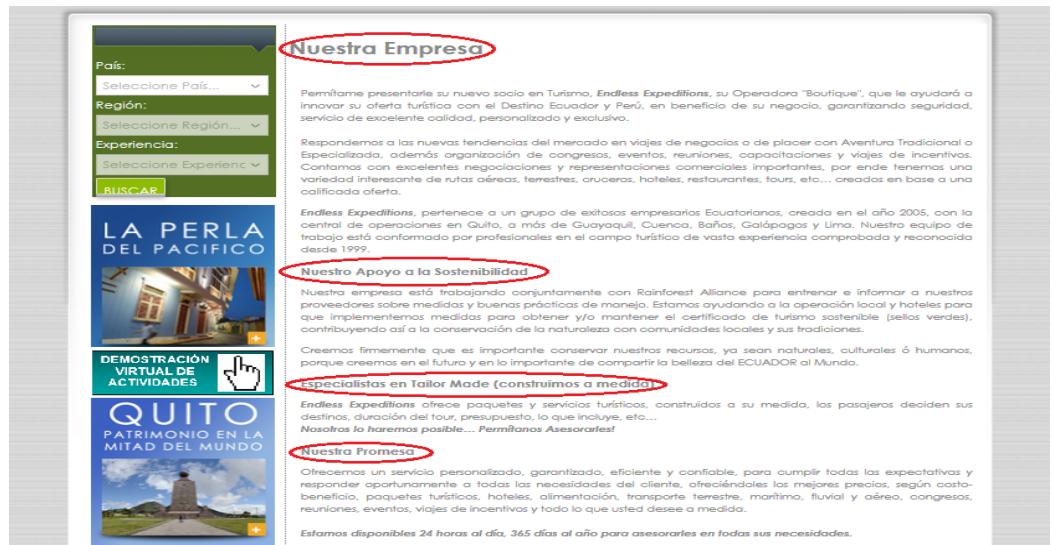 País:
Seleccione País...
Región:
Seleccione Región...
Experiencia:
Seleccione Experienc
BUSCAR
LA PERLA
DEL PACIFICO
DEMOSTRACIÓN
VIRTUAL DE
ACTIVIDADES
QUITO
PATRIMONIO EN LA
MITAD DEL MUNDO
Nuestra Empresa
Permítame presentarle su nuevo socio en Turismo, Endless Expeditions, su Operadora "Boutique", que le ayudará a
innovar su oferta turística con el Destino Ecuador y Perú, en beneficio de su negocio, garantizando seguridad,
servicio de excelente calidad, personalizado y exclusivo.
Respondemos a las nuevas tendencias del mercado en viajes de negocios o de placer con Aventura Tradicional o
Especializada, además organización de congresos, eventos, reuniones, capacitaciones y viajes de incentivos.
Contamos con excelentes negociaciones y representaciones comerciales importantes, por ende tenemos una
variedad interesante de rutas aéreas, terrestres, cruceros, hoteles, restaurantes, tours, etc... creadas en base a una
calificada oferta.
Endless Expeditions, pertenece a un grupo de exitosos empresarios Ecuatorianos, creada en el año 2005, con la
central de operaciones en Quito, a más de Guayaquil, Cuenca, Baños, Galápagos y Lima. Nuestro equipo de
trabajo está conformado por profesionales en el campo turístico de vasta experiencia comprobada y reconocida
desde 1999.
Nuestro Apoyo a la Sostenibilidad
Nuestra empresa está trabajando conjuntamente con Rainforest Alliance para entrenar e informar a nuestros
proveedores sobre medidas y buenas prácticas de manejo. Estamos ayudando a la operación local y hoteles para
que implementemos medidas para obtener y/o mantener el certificado de turismo sostenible (sellos verdes),
contribuyendo así a la conservación de la naturaleza con comunidades locales y sus tradiciones.
Creemos firmemente que es importante conservar nuestros recursos, ya sean naturales, culturales ó humanos,
porque creemos en el futuro y en lo importante de compartir la belleza del ECUADOR al Mundo.
Especialistas en Tailor Made (construimos a medida)
Endless Expeditions ofrece paquetes y servicios turísticos, construidos a su medida, los pasajeros deciden sus
destinos, duración del tour, presupuesto, lo que incluye, etc...
Nosotros lo haremos posible... Permítanos Asesorarles!
Nuestra Promesa
Ofrecemos un servicio personalizado, garantizado, eficiente y confiable, para cumplir todas las expectativas y
responder oportunamente a todas las necesidades del cliente, ofreciéndoles los mejores precios, según costo-
beneficio, paquetes turísticos, hoteles, alimentación, transporte terrestre, marítimo, fluvial y aéreo, congresos,
reuniones, eventos, viajes de incentivos y todo lo que usted desee a medida.
Estamos disponibles 24 horas al día, 365 días al año para asesorarles en todas sus necesidades.